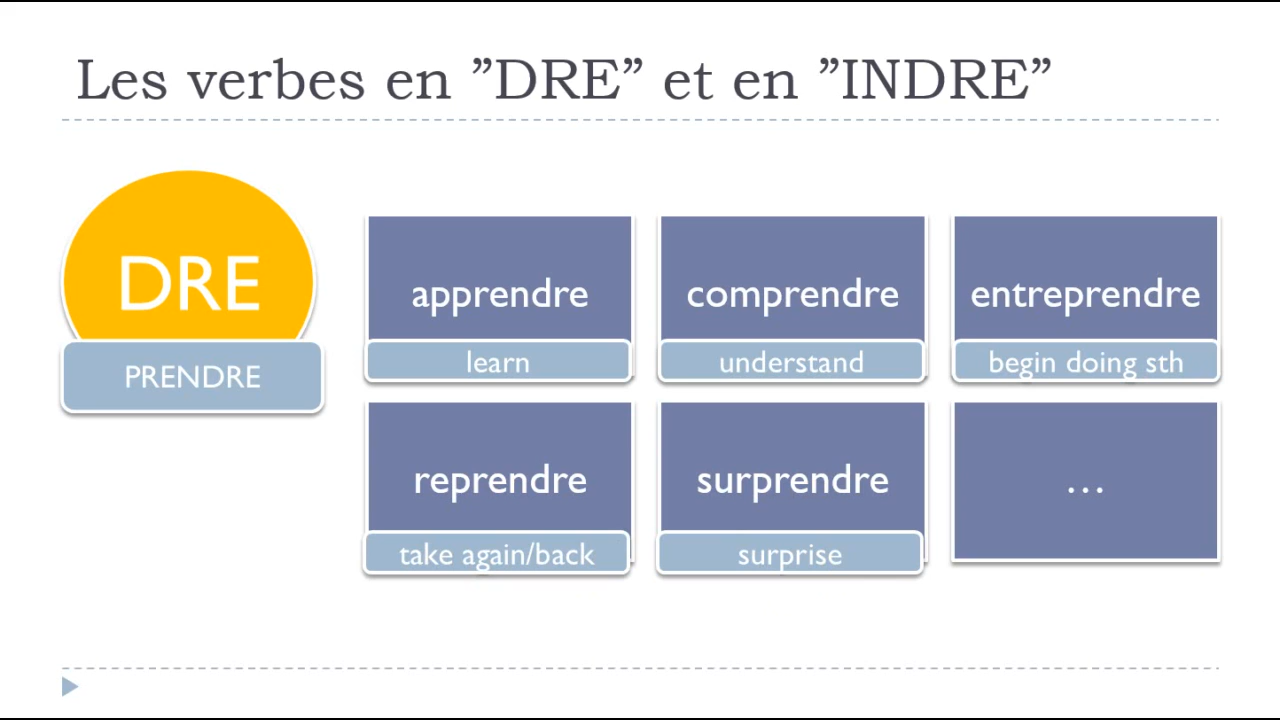 Les verbes en ”DRE” et en ”INDRE”
DRE
PRENDRE
apprendre
learn
comprendre
understand
entreprendre
begin doing sth
reprendre
take again/back
surprendre
surprise
…